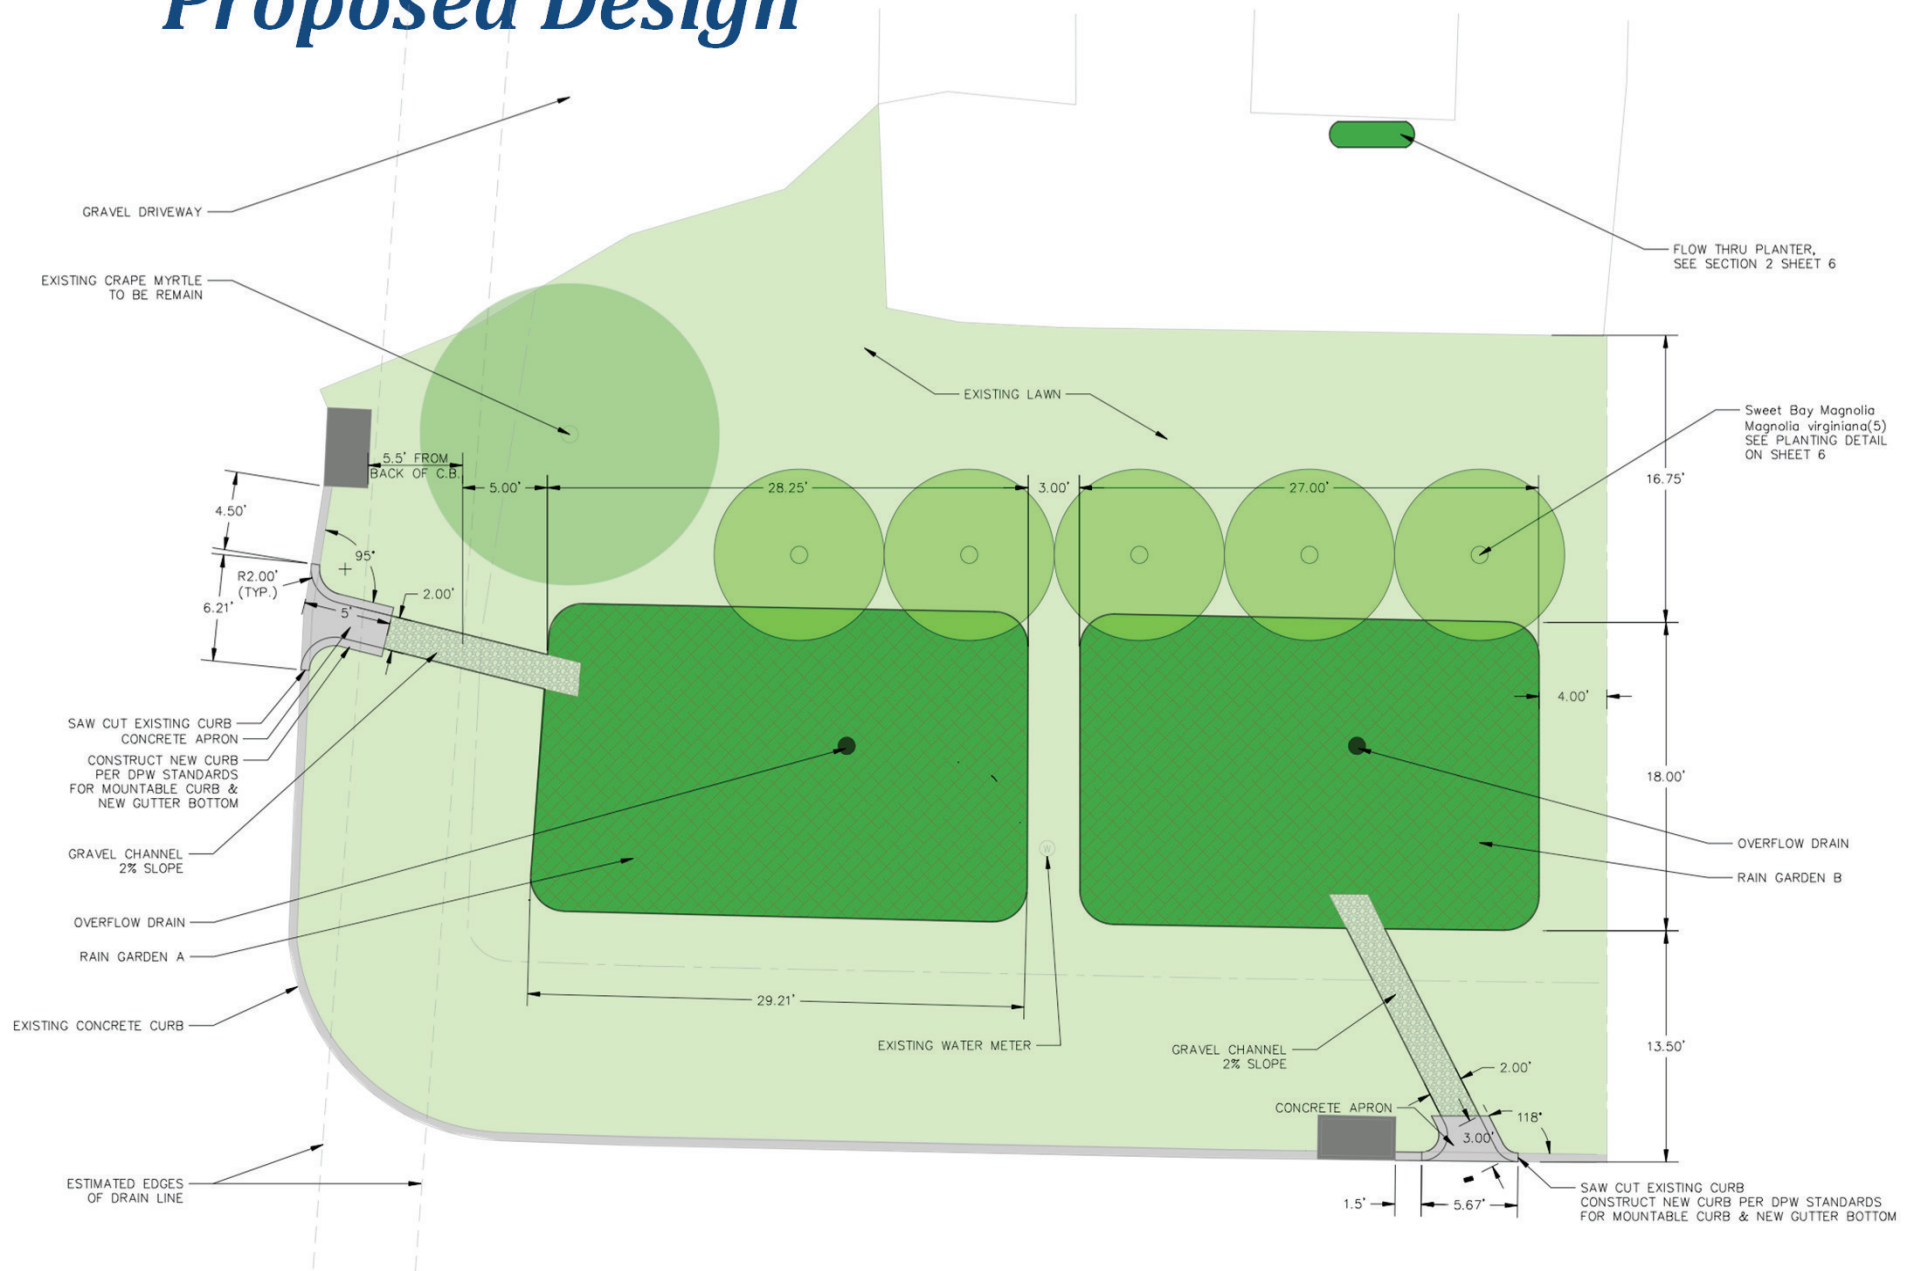 Proposed Design
GRAVEL DRIVEWAY
EXISTING CRAPE MYRTLE
TO BE REMAIN
FLOW THRU PLANTER,
SEE SECTION 2 SHEET 6
EXISTING LAWN
Sweet Bay Magnolia
Magnolia virginiana(5)
SEE PLANTING DETAIL
ON SHEET 6
5.5' FROM
BACK OF C.B.
5.00'
28.25'
3.00'
27.00'
16.75'
4.50'
95°
R2.00'
(TYP.)
6.21'
5'
2.00'
4.00'
18.00'
SAW CUT EXISTING CURB
CONCRETE APRON
CONSTRUCT NEW CURB
PER DPW STANDARDS
FOR MOUNTABLE CURB &
NEW GUTTER BOTTOM
GRAVEL CHANNEL
2% SLOPE
OVERFLOW DRAIN
RAIN GARDEN A
W
OVERFLOW DRAIN
RAIN GARDEN B
29.21'
EXISTING CONCRETE CURB
EXISTING WATER METER
GRAVEL CHANNEL
2% SLOPE
13.50'
2.00'
CONCRETE APRON
118°
3.00'
ESTIMATED EDGES
OF DRAIN LINE
1.5'
5.67'
SAW CUT EXISTING CURB
CONSTRUCT NEW CURB PER DPW STANDARDS
FOR MOUNTABLE CURB & NEW GUTTER BOTTOM